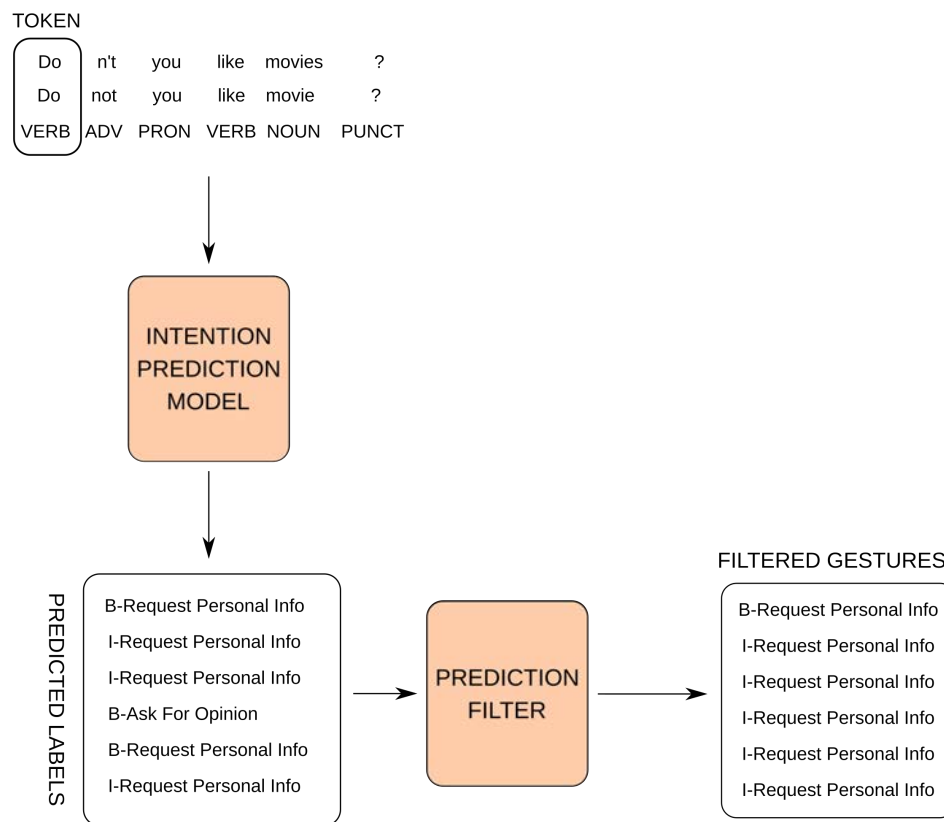 TOKEN
Do n't you like movies ?
Do not you like movie ?
VERB ADV PRON VERB NOUN PUNCT
INTENTION
PREDICTION
MODEL
PREDICTED LABELS
B-Request Personal Info
I-Request Personal Info
I-Request Personal Info
B-Ask For Opinion
B-Request Personal Info
I-Request Personal Info
PREDICTION
FILTER
FILTERED GESTURES
B-Request Personal Info
I-Request Personal Info
I-Request Personal Info
I-Request Personal Info
I-Request Personal Info
I-Request Personal Info